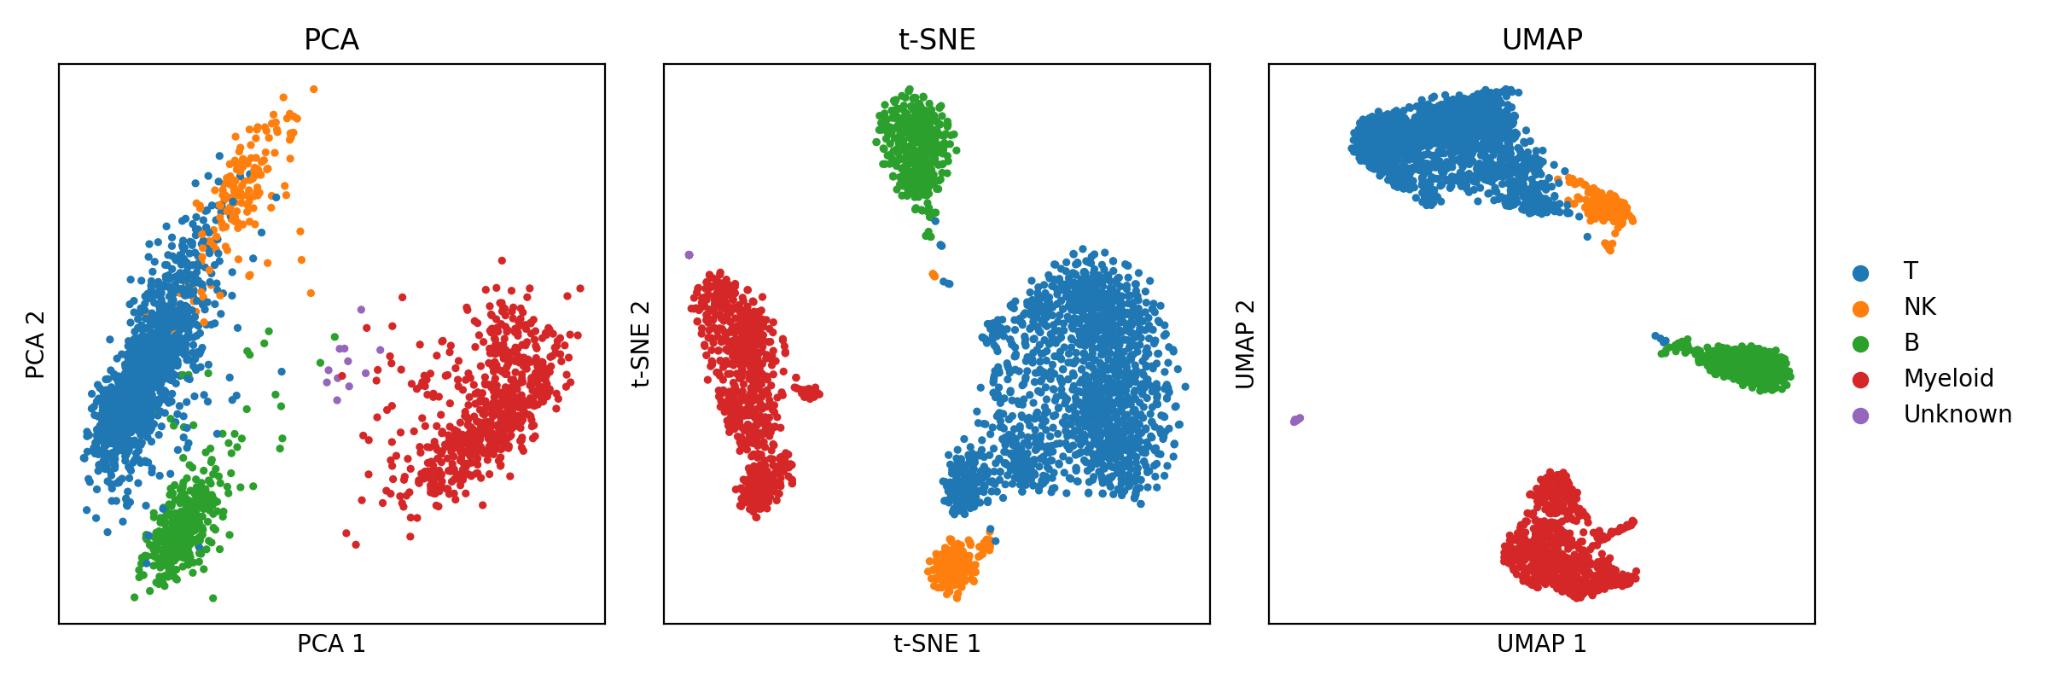 PCA
t-SNE
UMAP
PCA 2
PCA 1
t-SNE 2
t-SNE 1
UMAP 2
UMAP 1
T
NK
B
Myeloid
Unknown